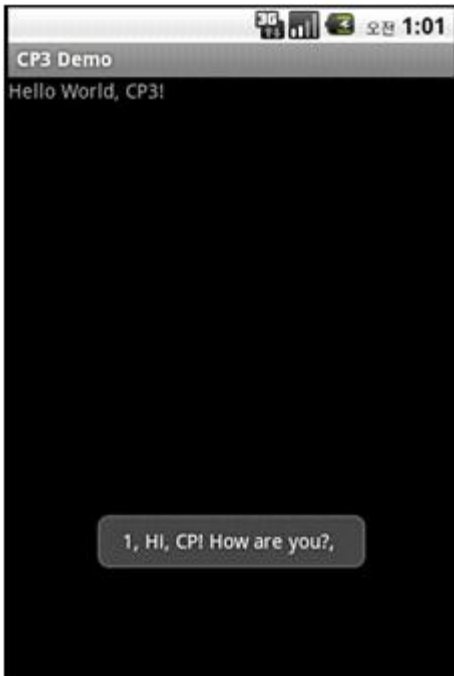 3G 오전 1:01
CP3 Demo
Hello World, CP3!
1, HI, CP! How are you?,